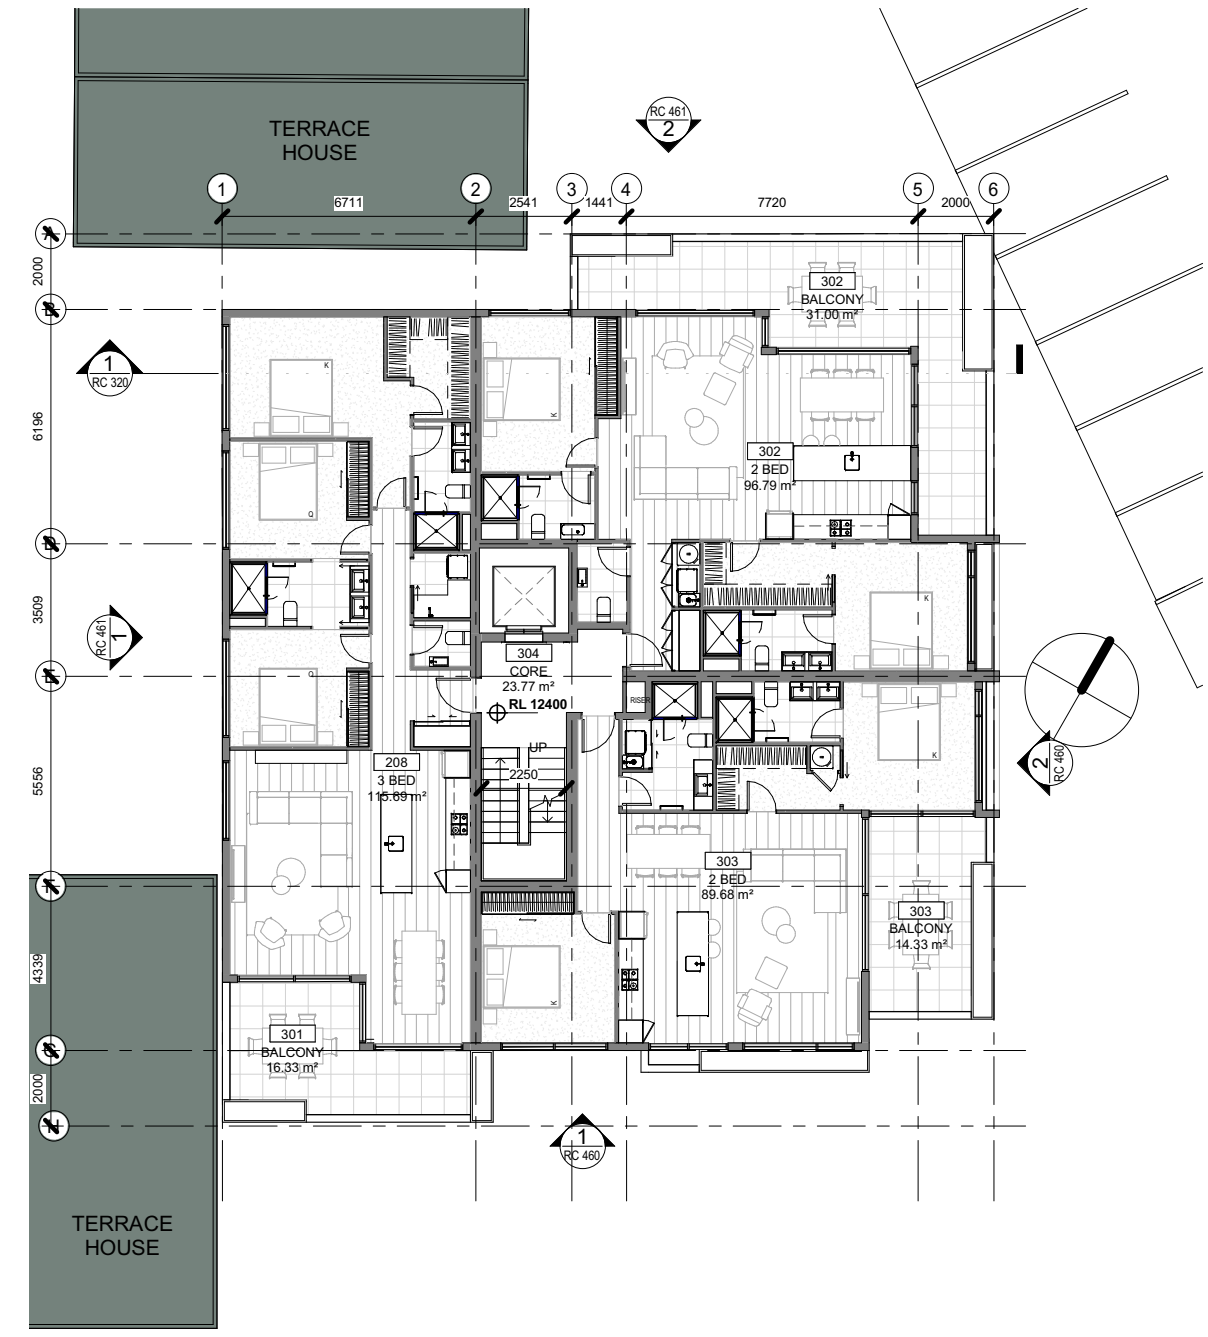 TERRACE
HOUSE
RC 461
2
1
2
3
4
5
6
6711
2541
1441
7720
2000
2000
6196
3509
5556
4339
2000
1
RC 320
RC 461
1
302
BALCONY
31.00 m²
302
2 BED
96.79 m²
K
K
Q
K
Q
304
CORE
23.77 m²
RL 12400
RISER
UP
2250
208
3 BED
115.69 m²
K
K
2
RC 460
303
2 BED
89.68 m²
303
BALCONY
14.33 m²
301
BALCONY
16.33 m²
1
RC 460
TERRACE
HOUSE